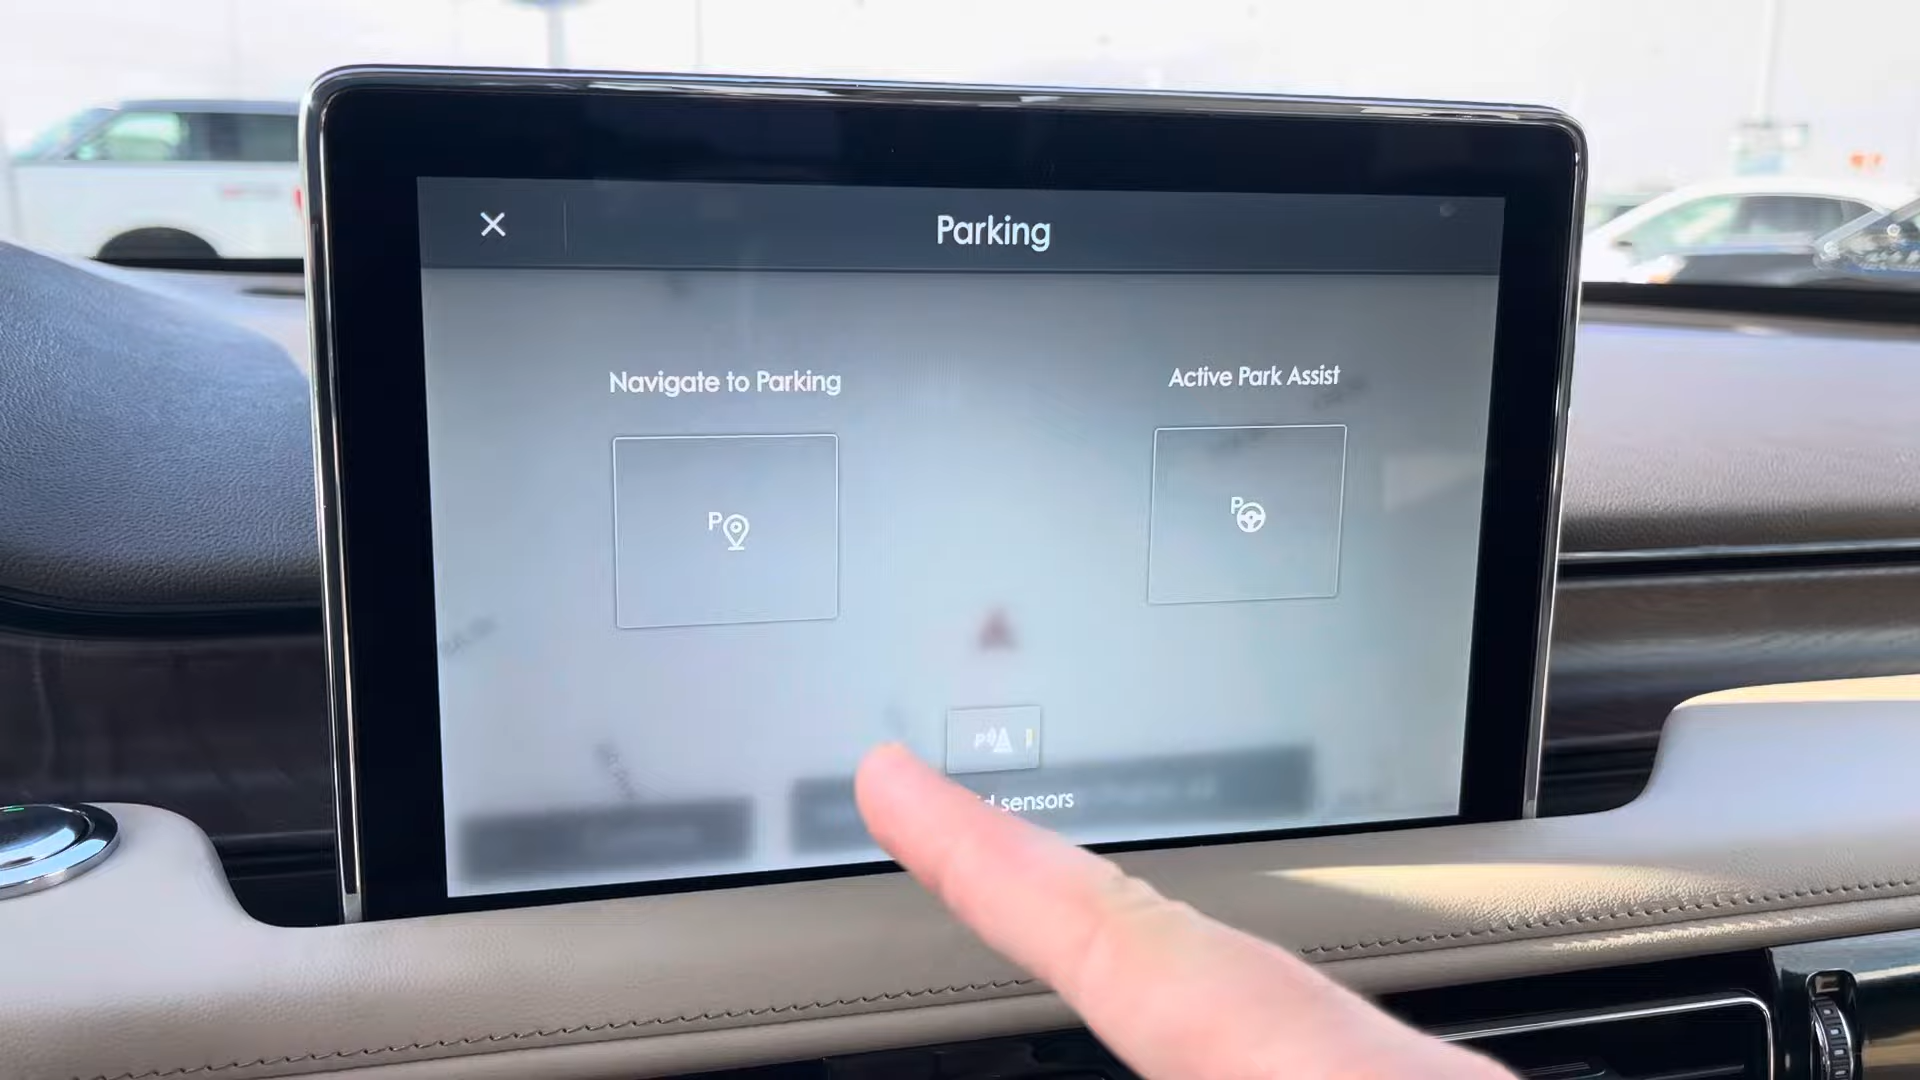 Parking
Navigate to Parking
Active Park Assist
P
P
P
sensors